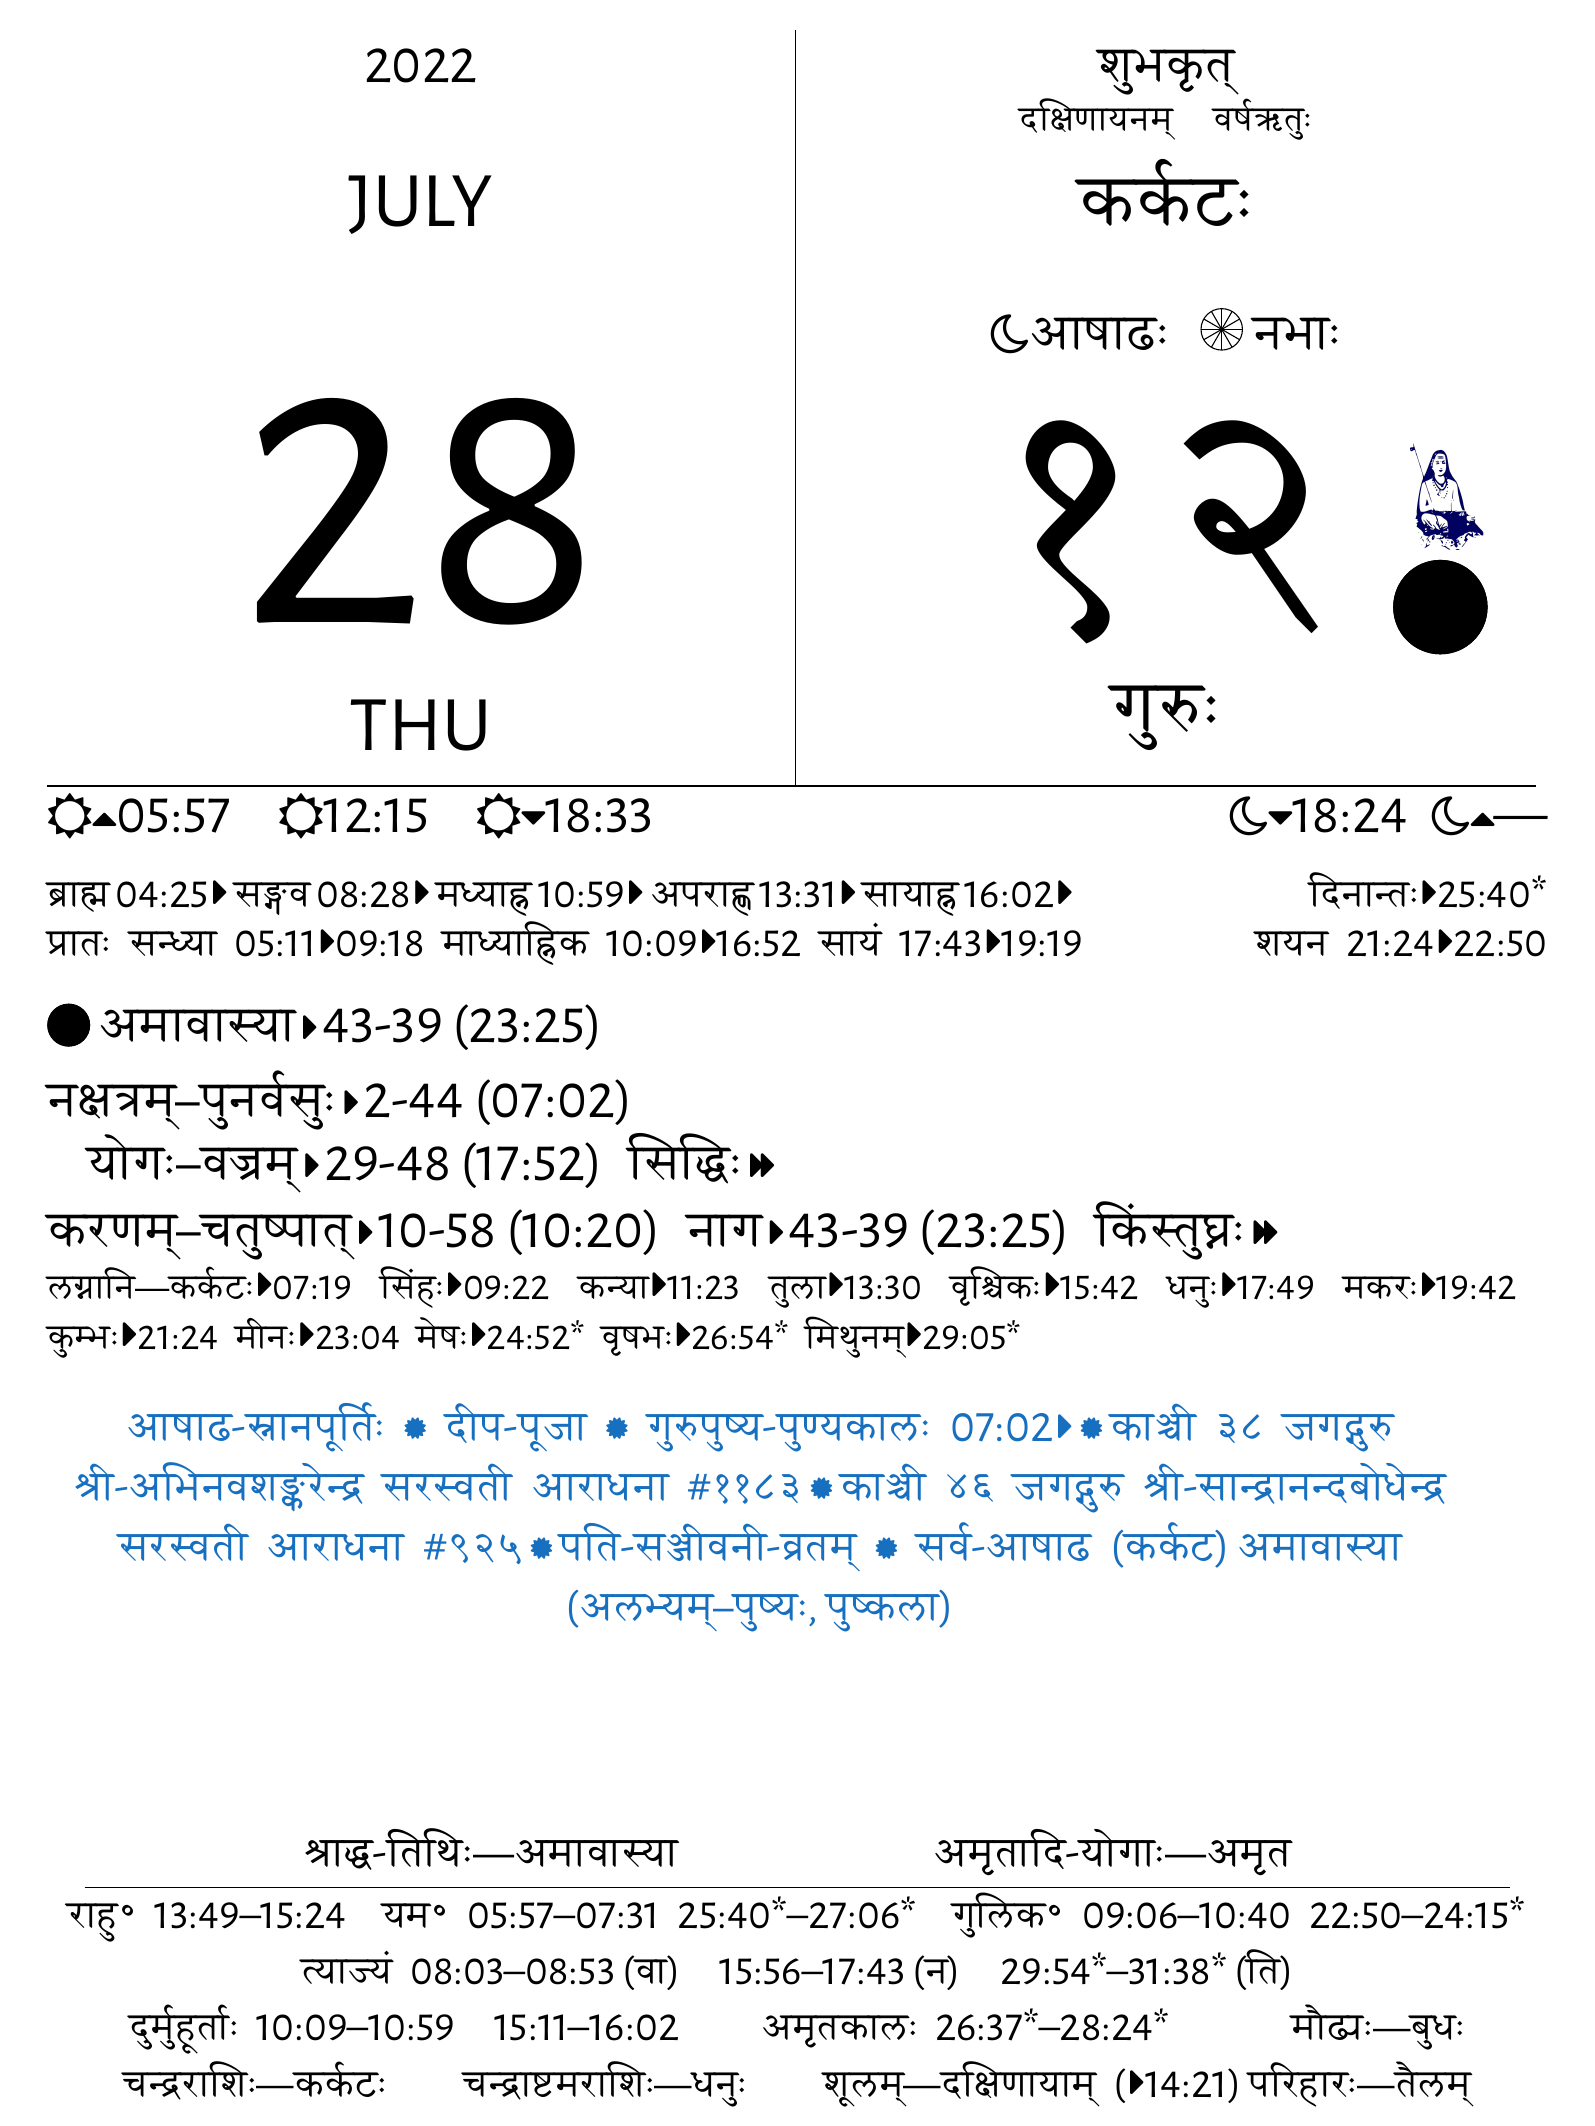 2022
JULY
28
THU
शुभकृत्
दक्षिणायनम् वर्षऋतुः
कर्कटः
आषाढः नभाः
१२
गुरुः
05:57 12:15 18:33 18:24 —
ब्राह्म 04:25 सङ्गव 08:28 मध्याह्न 10:59 अपराह्ण 13:31 सायाह्न 16:02 दिनान्तः 25:40*
प्रातः सन्ध्या 05:11 09:18 माध्याह्निक 10:09 16:52 सायं 17:43 19:19 शयन 21:24 22:50
अमावास्या 43-39 (23:25)
नक्षत्रम्–पुनर्वसुः 2-44 (07:02)
योगः–वज्रम् 29-48 (17:52) सिद्धिः
करणम्–चतुष्पात् 10-58 (10:20) नाग 43-39 (23:25) किंस्तुघ्नः
लग्नानि—कर्कटः 07:19 सिंहः 09:22 कन्या 11:23 तुला 13:30 वृश्चिकः 15:42 धनुः 17:49 मकरः 19:42
कुम्भः 21:24 मीनः 23:04 मेषः 24:52* वृषभः 26:54* मिथुनम् 29:05*
आषाढ-स्नानपूर्तिः दीप-पूजा गुरुपुष्य-पुण्यकालः 07:02 काञ्ची ३८ जगद्गुरु
श्री-अभिनवशङ्करेन्द्र सरस्वती आराधना #११८३ काञ्ची ४६ जगद्गुरु श्री-सान्द्रानन्दबोधेन्द्र
सरस्वती आराधना #९२५ पति-सञ्जीवनी-व्रतम् सर्व-आषाढ (कर्कट) अमावास्या
(अलभ्यम्–पुष्यः, पुष्कला)
श्राद्ध-तिथिः—अमावास्या अमृतादि-योगाः—अमृत
राहु° 13:49–15:24 यम° 05:57–07:31 25:40*–27:06* गुलिक° 09:06–10:40 22:50–24:15*
त्याज्यं 08:03–08:53 (वा) 15:56–17:43 (न) 29:54*–31:38* (ति)
दुर्मुहूर्ताः 10:09–10:59 15:11–16:02 अमृतकालः 26:37*–28:24* मौढ्यः—बुधः
चन्द्रराशिः—कर्कटः चन्द्राष्टमराशिः—धनुः शूलम्—दक्षिणायाम् (14:21) परिहारः—तैलम्